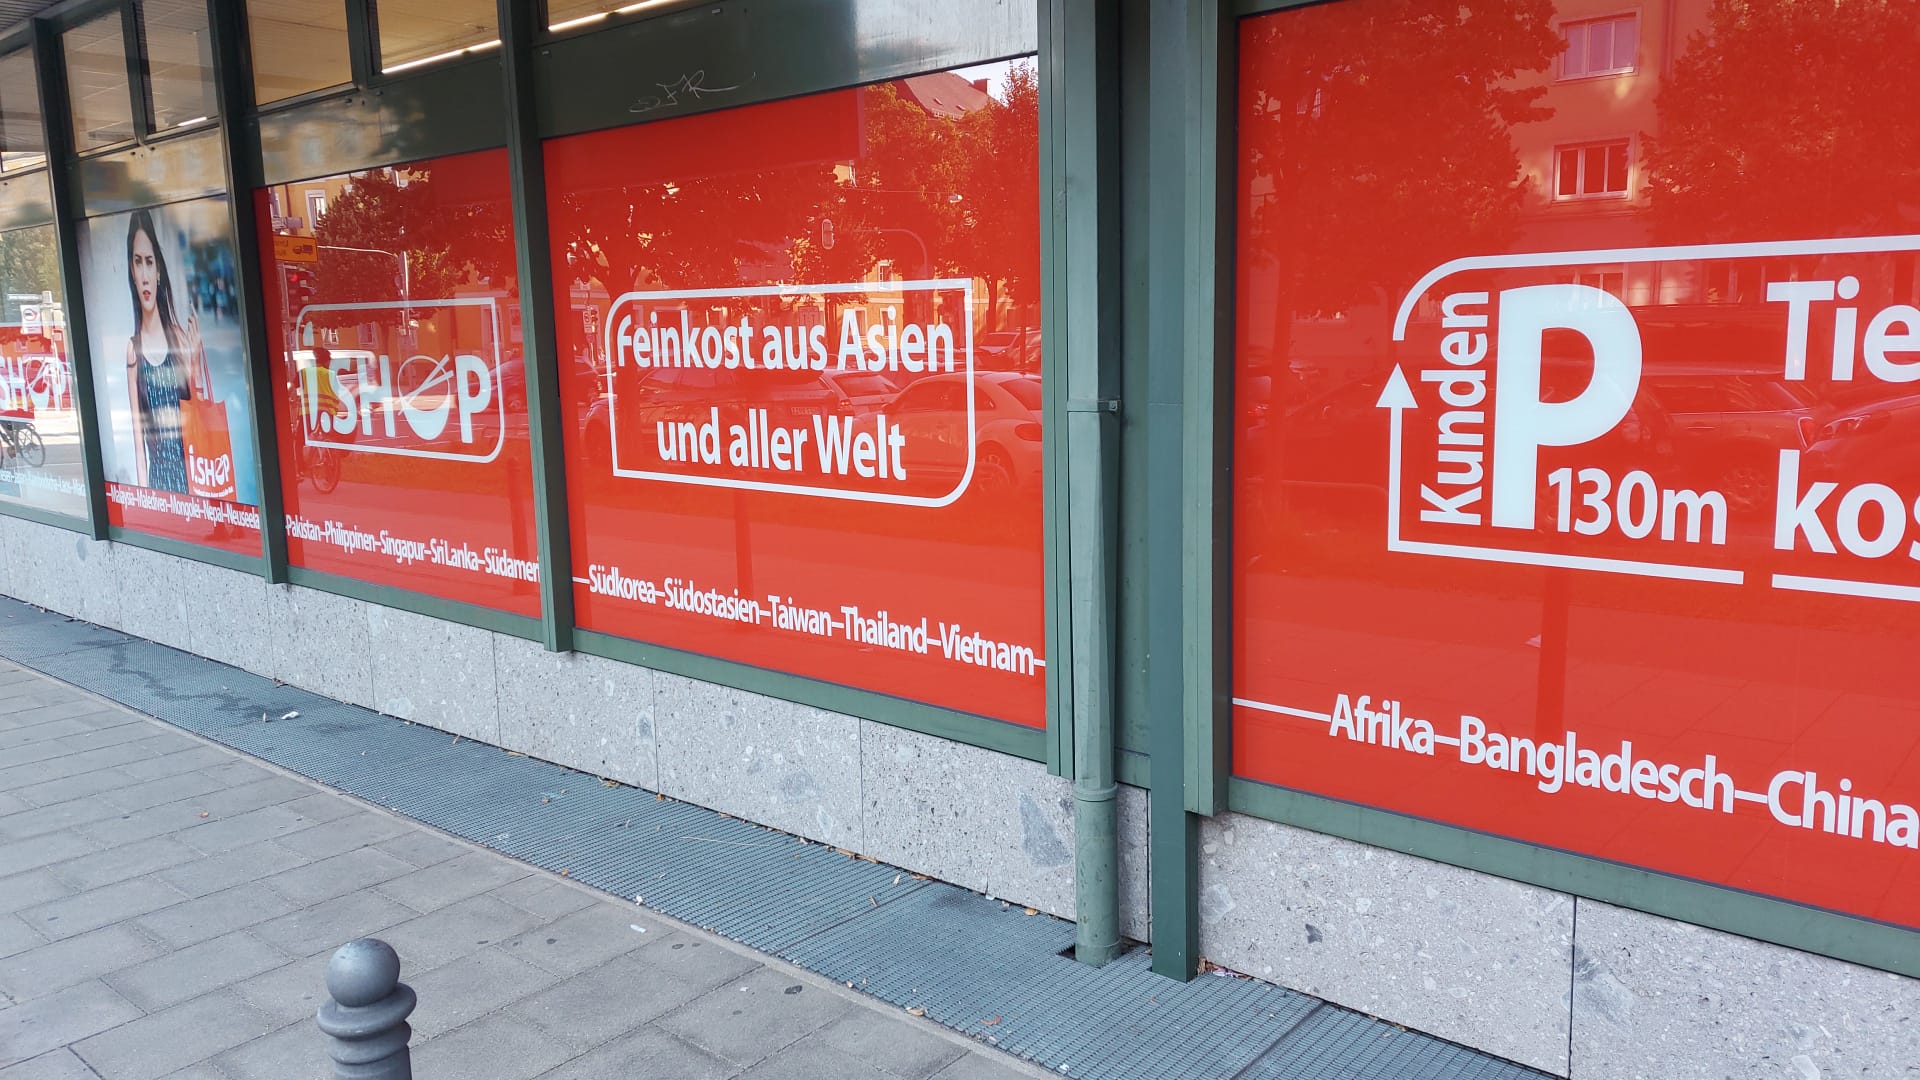 i.SHOP
Malaysia–Malediven–Mongolei–Nepal–Neuseela
i.SHOP
Pakistan–Philippinen–Singapur–Sri Lanka–Südamer
Feinkost aus Asien
und aller Welt
–Südkorea–Südostasien–Taiwan–Thailand–Vietnam–
Kunden
P
130m
Tie
kos
Afrika–Bangladesch–China